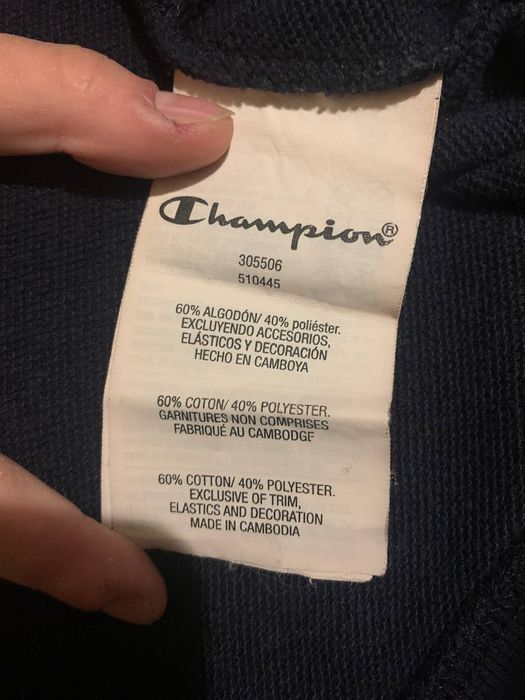 Champion®
305506
510445
60% ALGODÓN/ 40% poliéster.
EXCLUYENDO ACCESORIOS,
ELÁSTICOS Y DECORACIÓN
HECHO EN CAMBOYA
60% COTON/ 40% POLYESTER.
GARNITURES NON COMPRISES
FABRIQUÉ AU CAMBODGF
60% COTTON/ 40% POLYESTER.
EXCLUSIVE OF TRIM,
ELASTICS AND DECORATION
MADE IN CAMBODIA